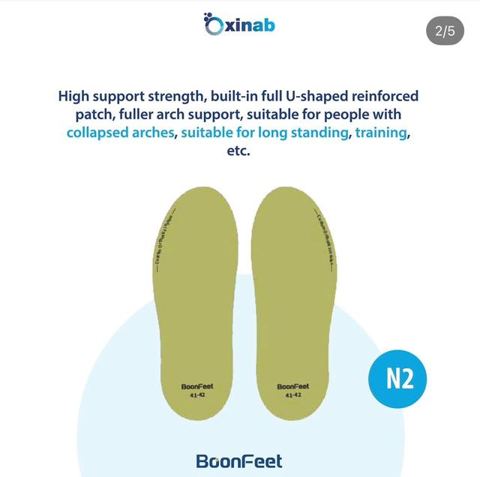 Oxinab
2/5
High support strength, built-in full U-shaped reinforced
patch, fuller arch support, suitable for people with
collapsed arches, suitable for long standing, training,
etc.
BoonFeet
41-42
BoonFeet
41-42
N2
BoonFeet